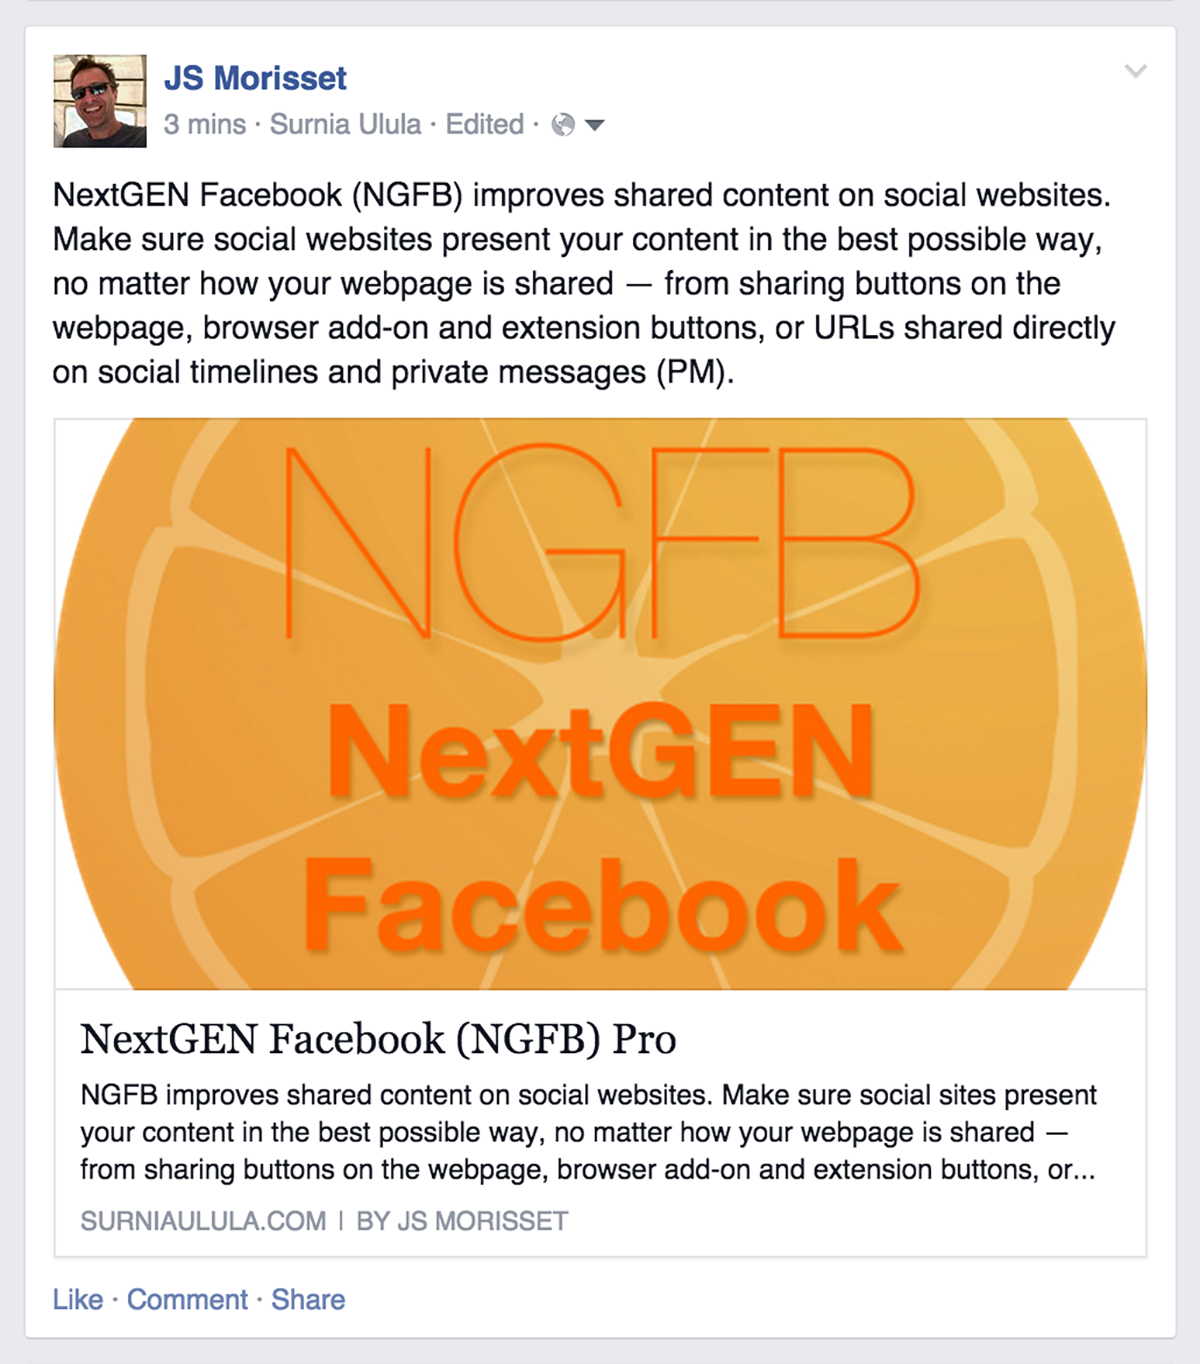 JS Morisset
3 mins · Surnia Ulula · Edited ·
NextGEN Facebook (NGFB) improves shared content on social websites.
Make sure social websites present your content in the best possible way,
no matter how your webpage is shared — from sharing buttons on the
webpage, browser add-on and extension buttons, or URLs shared directly
on social timelines and private messages (PM).
NGFB
NextGEN
Facebook
NextGEN Facebook (NGFB) Pro
NGFB improves shared content on social websites. Make sure social sites present
your content in the best possible way, no matter how your webpage is shared —
from sharing buttons on the webpage, browser add-on and extension buttons, or...
SURNIAULULA.COM | BY JS MORISSET
Like · Comment · Share